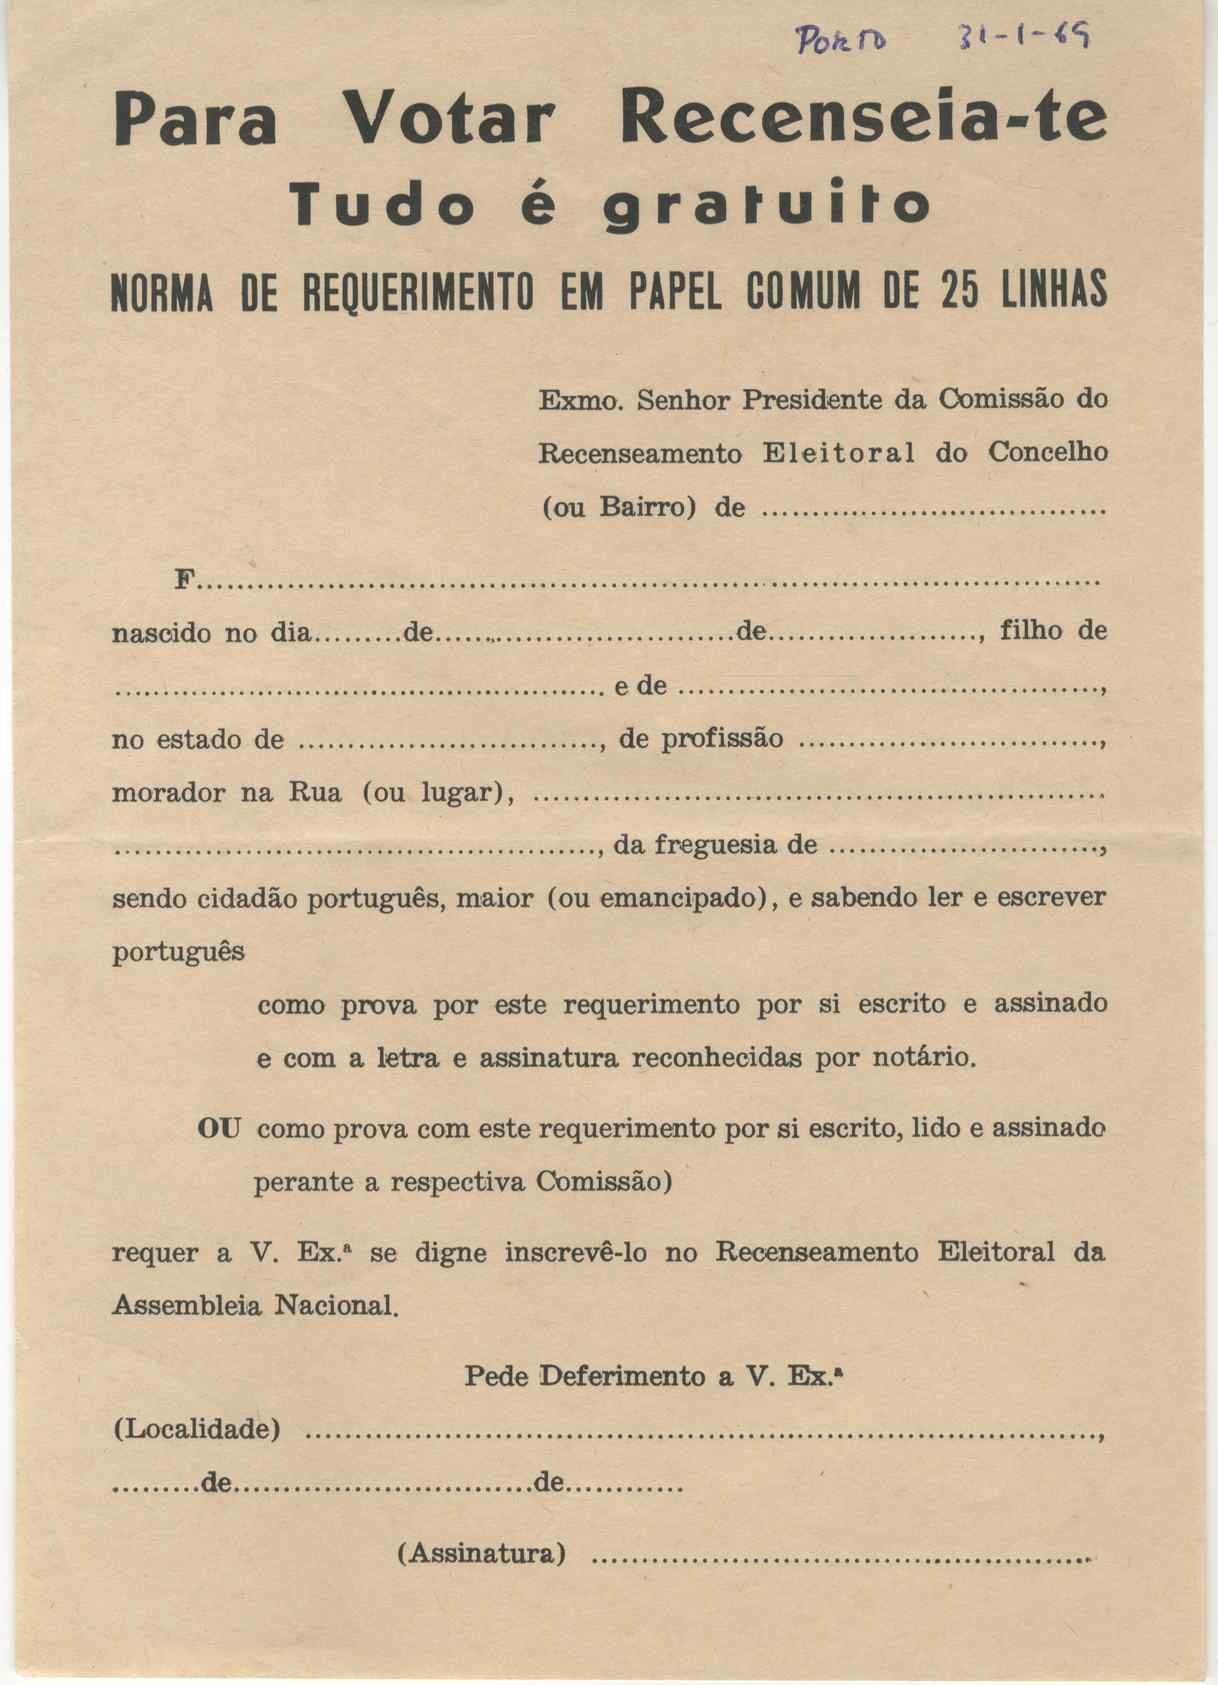 Porto 31-1-69
Para Votar Recenseia-te
Tudo é gratuito
NORMA DE REQUERIMENTO EM PAPEL COMUM DE 25 LINHAS
Exmo. Senhor Presidente da Comissão do
Recenseamento Eleitoral do Concelho
(ou Bairro) de ..................................
F..........................................................................................
nascido no dia.........de..............................de....................., filho de
................................................. e de ..........................................,
no estado de .............................., de profissão ..............................,
morador na Rua (ou lugar), .........................................................
................................................, da freguesia de ...........................,
sendo cidadão português, maior (ou emancipado), e sabendo ler e escrever
português
como prova por este requerimento por si escrito e assinado
e com a letra e assinatura reconhecidas por notário.
OU como prova com este requerimento por si escrito, lido e assinado
perante a respectiva Comissão)
requer a V. Ex.ª se digne inscrevê-lo no Recenseamento Eleitoral da
Assembleia Nacional.
Pede Deferimento a V. Ex.ª
(Localidade) ...............................................................................,
.........de..............................de............
(Assinatura) ..................................................